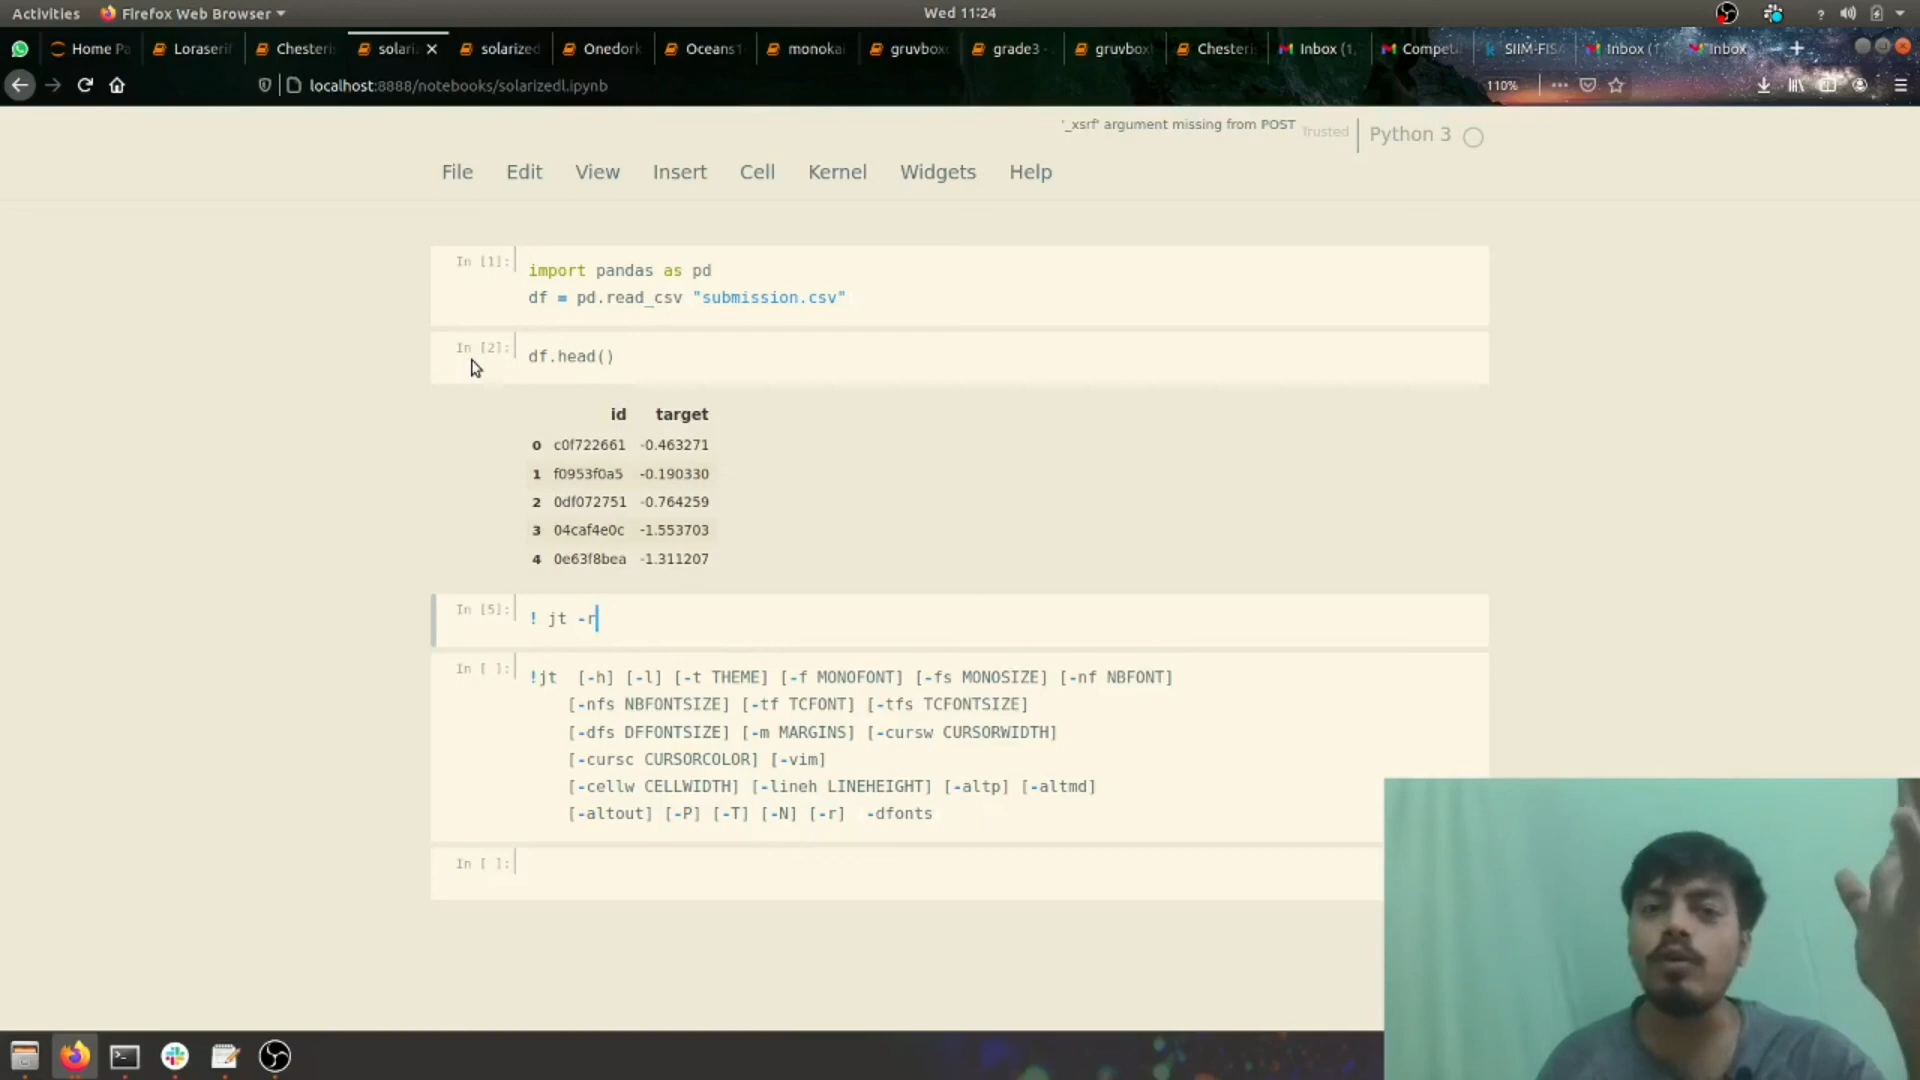 Activities Firefox Web Browser Wed 11:24
Home Pa Loraserif Chesteris solari solarized Onedork Oceans1 monokai gruvbox grade3 - gruvbox Chesteris Inbox (1, Competi SIIM-FIS Inbox (1 Inbox
localhost:8888/notebooks/solarizedl.ipynb 110%
'_xsrf' argument missing from POST Trusted Python 3
File Edit View Insert Cell Kernel Widgets Help
In [1]: import pandas as pd
df = pd.read_csv "submission.csv"
In [2]: df.head()
id target
0 c0f722661 -0.463271
1 f0953f0a5 -0.190330
2 0df072751 -0.764259
3 04caf4e0c -1.553703
4 0e63f8bea -1.311207
In [5]: ! jt -r
In [ ]: !jt [-h] [-l] [-t THEME] [-f MONOFONT] [-fs MONOSIZE] [-nf NBFONT]
[-nfs NBFONTSIZE] [-tf TCFONT] [-tfs TCFONTSIZE]
[-dfs DFFONTSIZE] [-m MARGINS] [-cursw CURSORWIDTH]
[-cursc CURSORCOLOR] [-vim]
[-cellw CELLWIDTH] [-lineh LINEHEIGHT] [-altp] [-altmd]
[-altout] [-P] [-T] [-N] [-r] -dfonts
In [ ]: